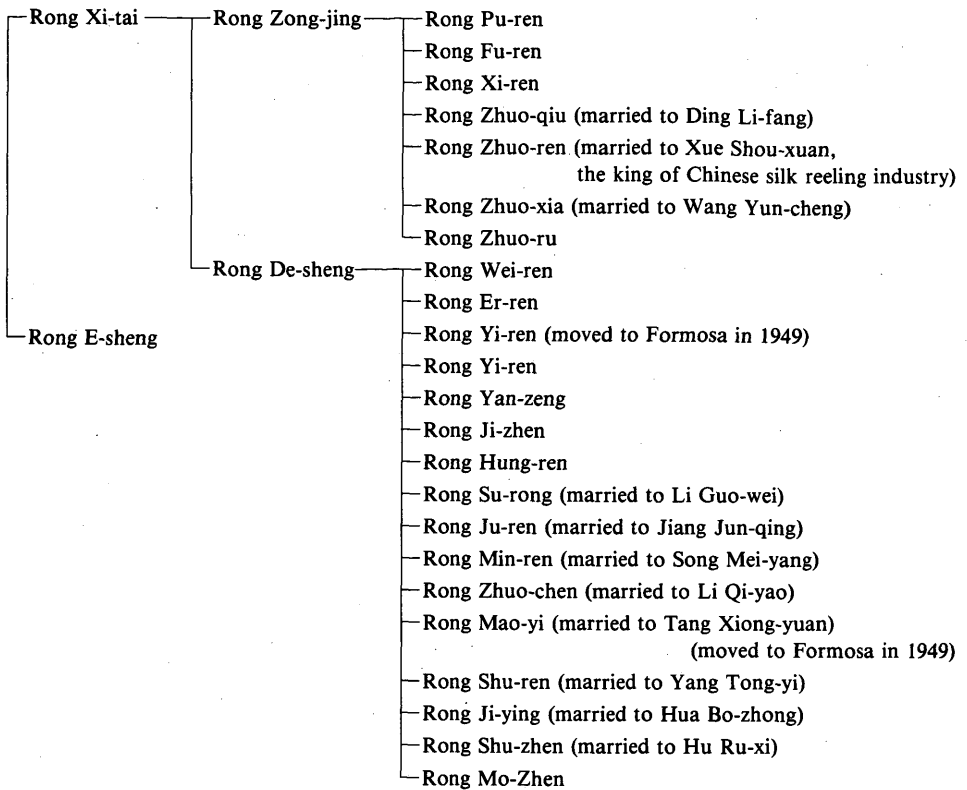 Rong Xi-tai Rong Zong-jing Rong Pu-ren
Rong Fu-ren
Rong Xi-ren
Rong Zhuo-qiu (married to Ding Li-fang)
Rong Zhuo-ren (married to Xue Shou-xuan,
the king of Chinese silk reeling industry)
Rong Zhuo-xia (married to Wang Yun-cheng)
Rong Zhuo-ru
Rong De-sheng Rong Wei-ren
Rong Er-ren
Rong Yi-ren (moved to Formosa in 1949)
Rong E-sheng
Rong Yi-ren
Rong Yan-zeng
Rong Ji-zhen
Rong Hung-ren
Rong Su-rong (married to Li Guo-wei)
Rong Ju-ren (married to Jiang Jun-qing)
Rong Min-ren (married to Song Mei-yang)
Rong Zhuo-chen (married to Li Qi-yao)
Rong Mao-yi (married to Tang Xiong-yuan)
(moved to Formosa in 1949)
Rong Shu-ren (married to Yang Tong-yi)
Rong Ji-ying (married to Hua Bo-zhong)
Rong Shu-zhen (married to Hu Ru-xi)
Rong Mo-Zhen